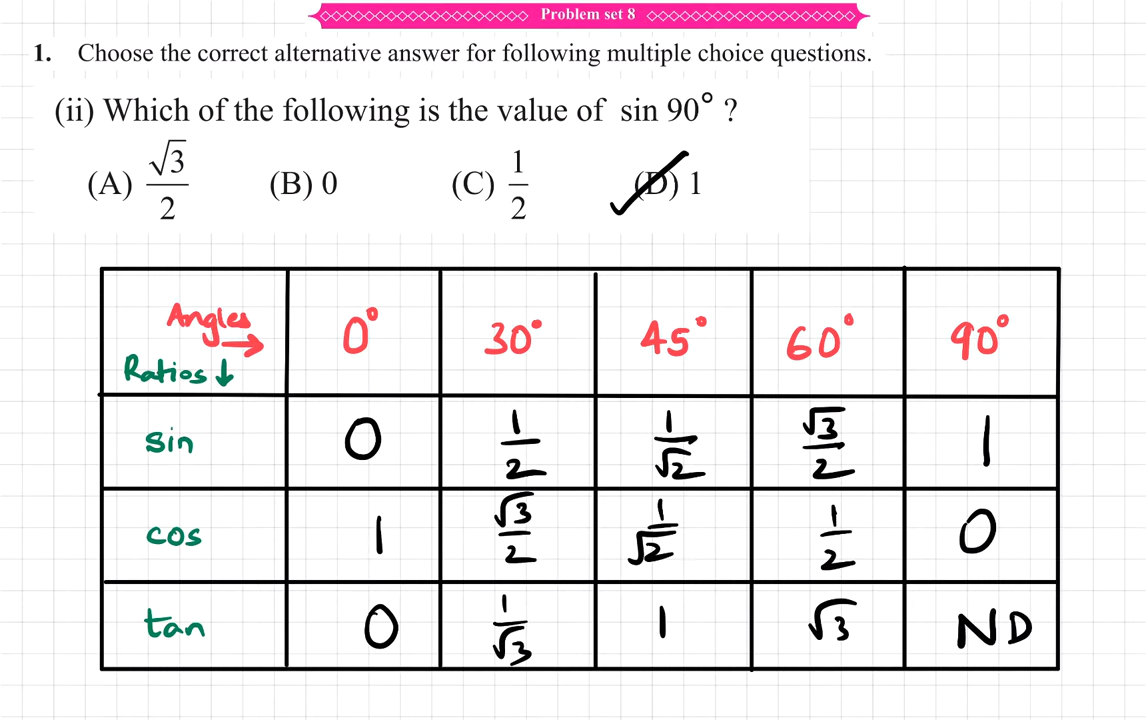 Problem set 8
1. Choose the correct alternative answer for following multiple choice questions.
(ii) Which of the following is the value of sin 90° ?
(A) √3/2 (B) 0 (C) 1/2 (D) 1
Angles → 0° 30° 45° 60° 90°
Ratios ↓
sin 0 1/2 1/√2 √3/2 1
cos 1 √3/2 1/√2 1/2 0
tan 0 1/√3 1 √3 ND